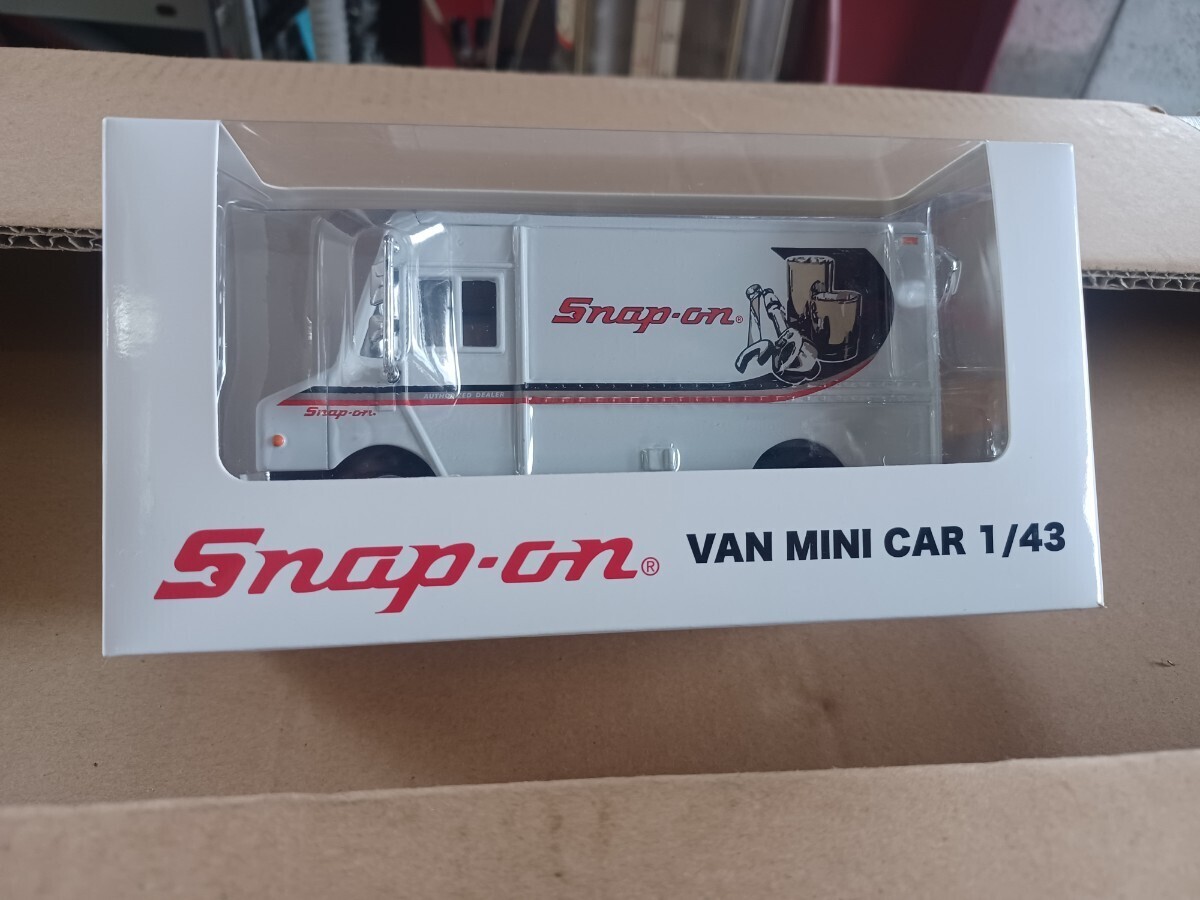 Snap-on®
AUTHORIZED DEALER
Snap-on®
Snap-on® VAN MINI CAR 1/43